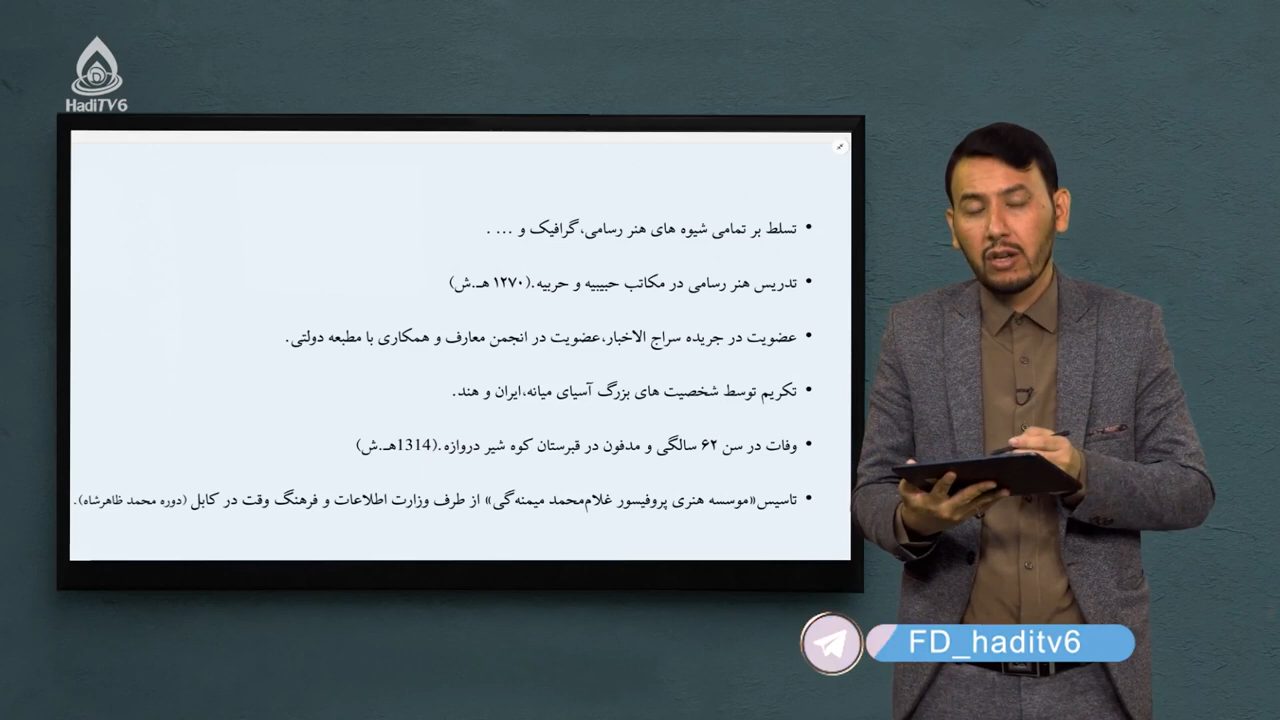 HadiTV6
تسلط بر تمامی شیوه های هنر رسامی،گرافیک و ... .
تدریس هنر رسامی در مکاتب حبیبیه و حربیه.(۱۲۷۰ هـ.ش)
عضویت در جریده سراج الاخبار،عضویت در انجمن معارف و همکاری با مطبعه دولتی.
تکریم توسط شخصیت های بزرگ آسیای میانه،ایران و هند.
وفات در سن ۶۲ سالگی و مدفون در قبرستان کوه شیر دروازه.(1314هـ.ش)
تاسیس«موسسه هنری پروفیسور غلام‌محمد میمنه‌گی» از طرف وزارت اطلاعات و فرهنگ وقت در کابل (دوره محمد ظاهرشاه).
FD_haditv6